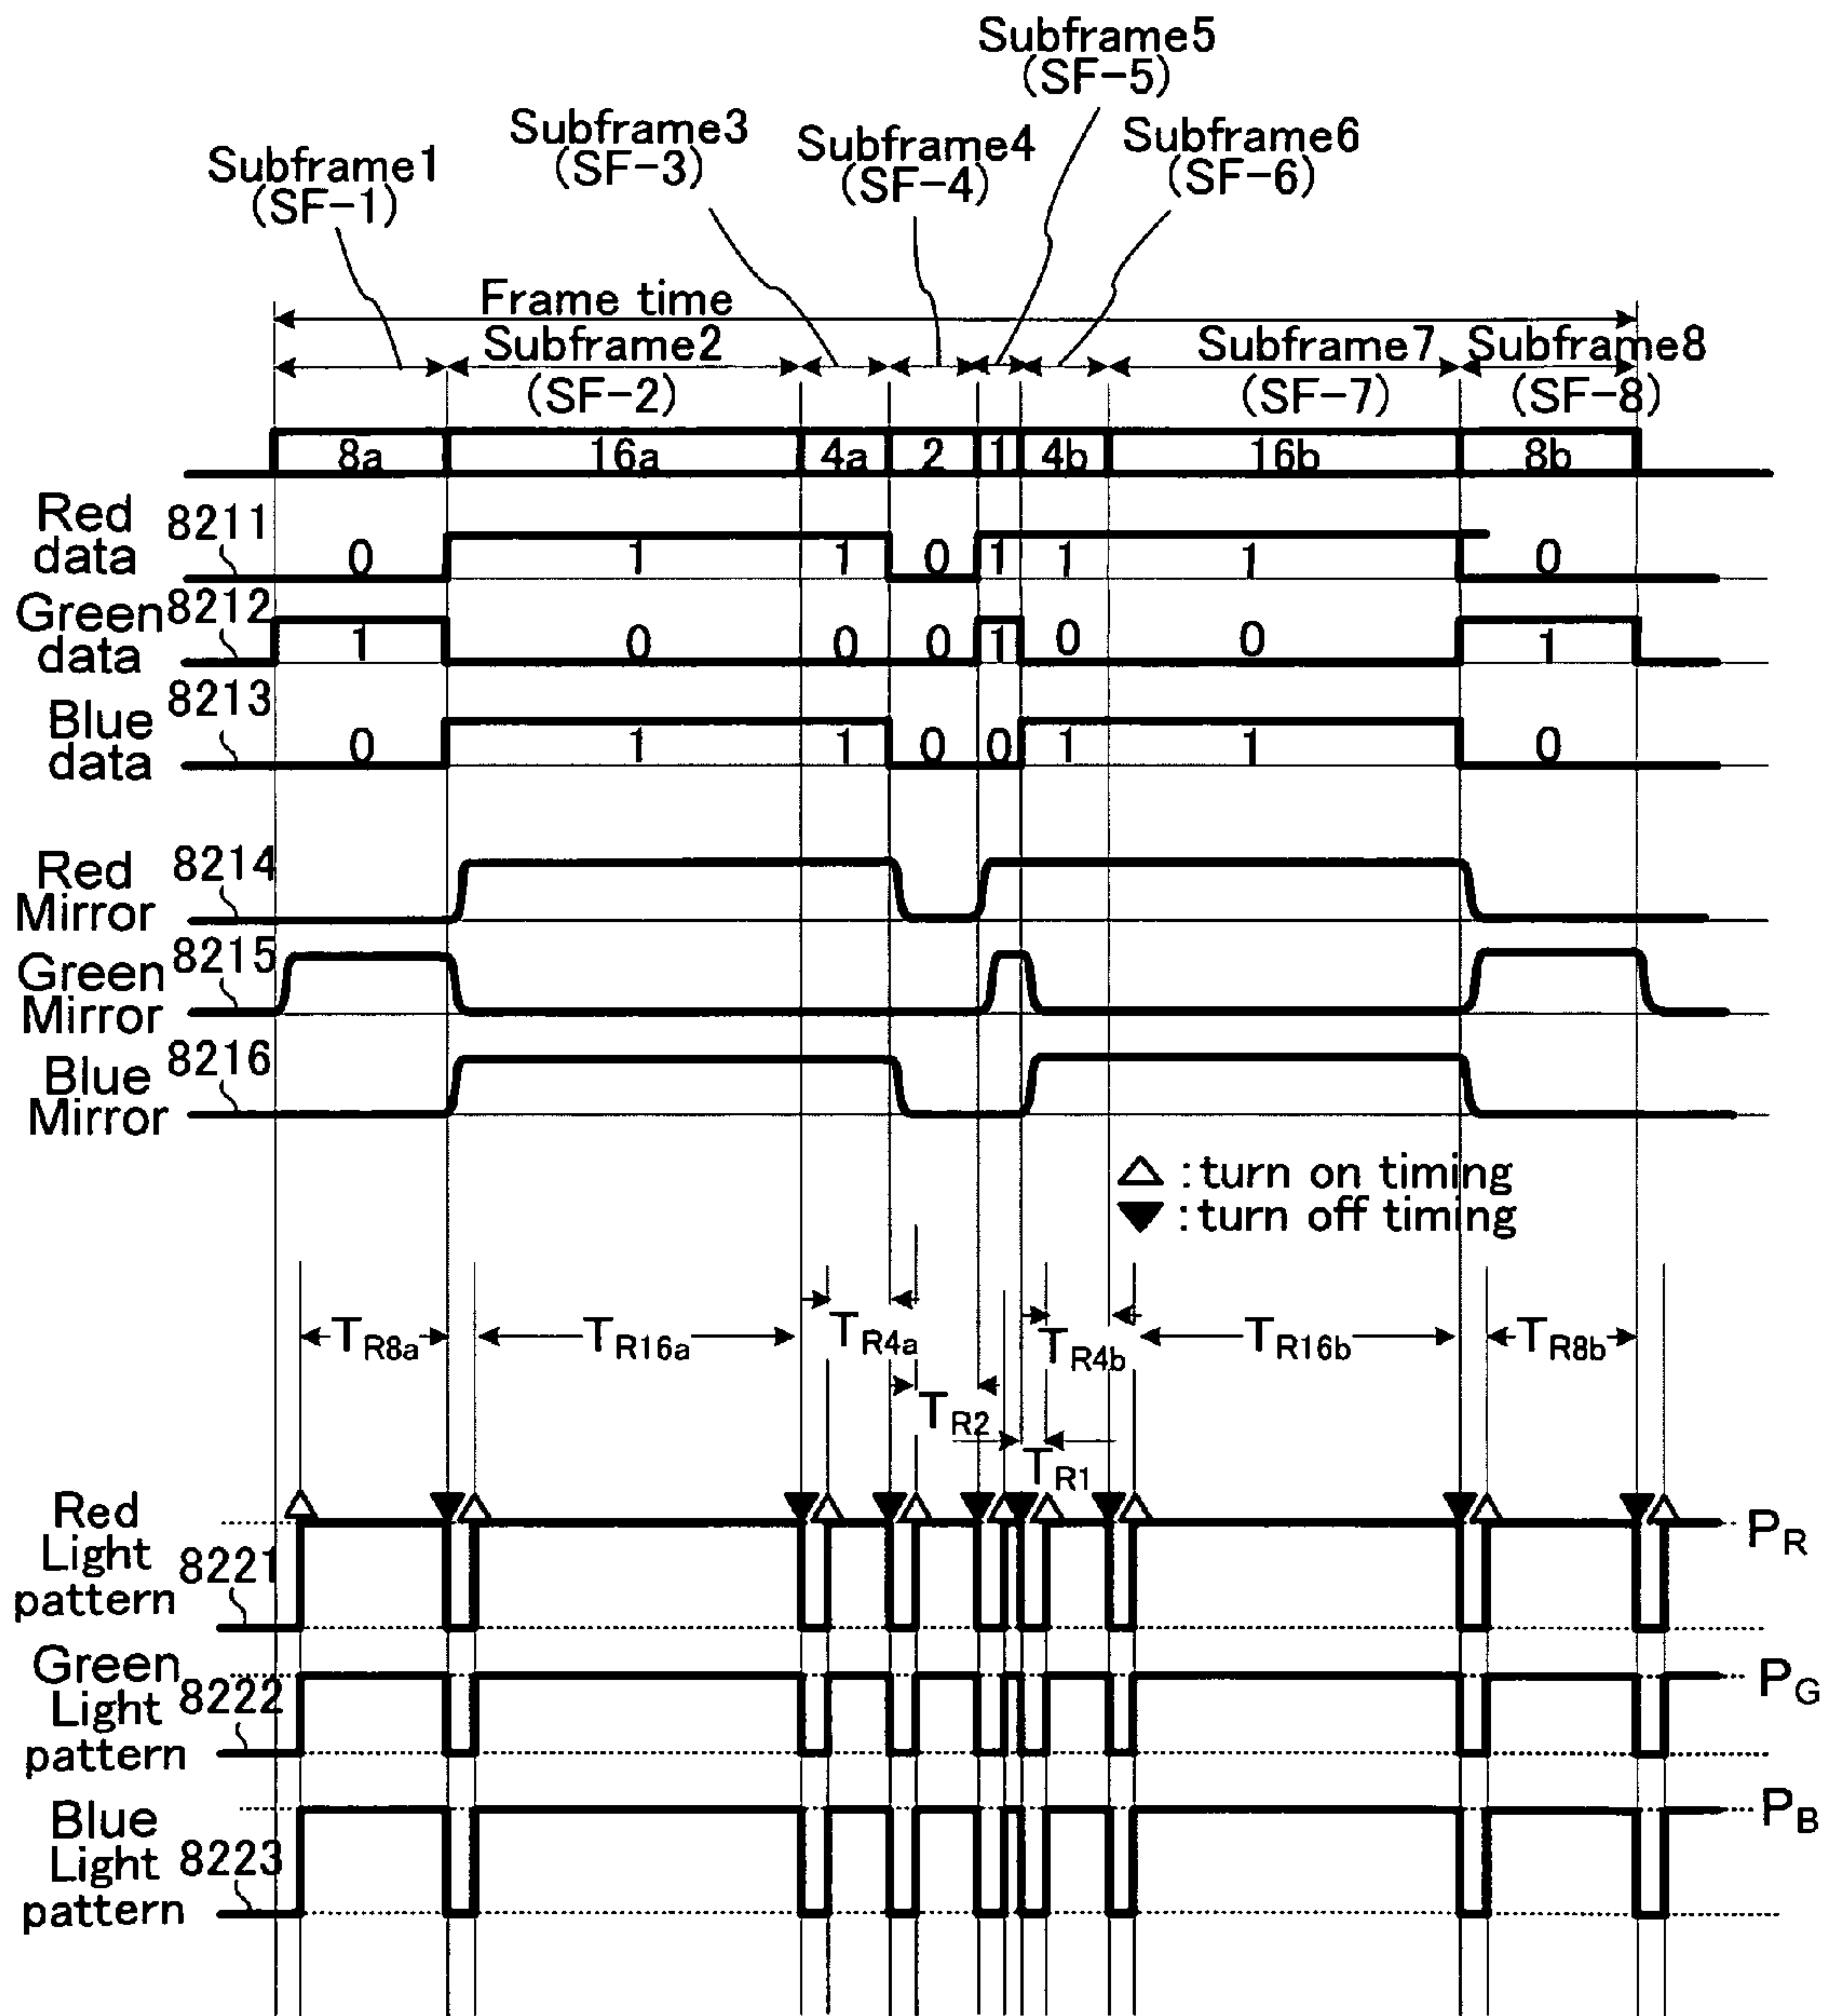 Subframe5
(SF-5)
Subframe3
(SF-3)
Subframe4
(SF-4)
Subframe6
(SF-6)
Subframe1
(SF-1)
Frame time
Subframe2
(SF-2)
Subframe7
(SF-7)
Subframe8
(SF-8)
8a 16a 4a 2 1 4b 16b 8b
Red data 8211
0 1 1 0 1 1 1 0
Green data 8212
1 0 0 0 1 0 0 1
Blue data 8213
0 1 1 0 0 1 1 0
Red Mirror 8214
Green Mirror 8215
Blue Mirror 8216
△ :turn on timing
▼ :turn off timing
TR8a TR16a TR4a TR4b TR16b TR8b
TR2
TR1
Red Light pattern 8221
PR
Green Light pattern 8222
PG
Blue Light pattern 8223
PB